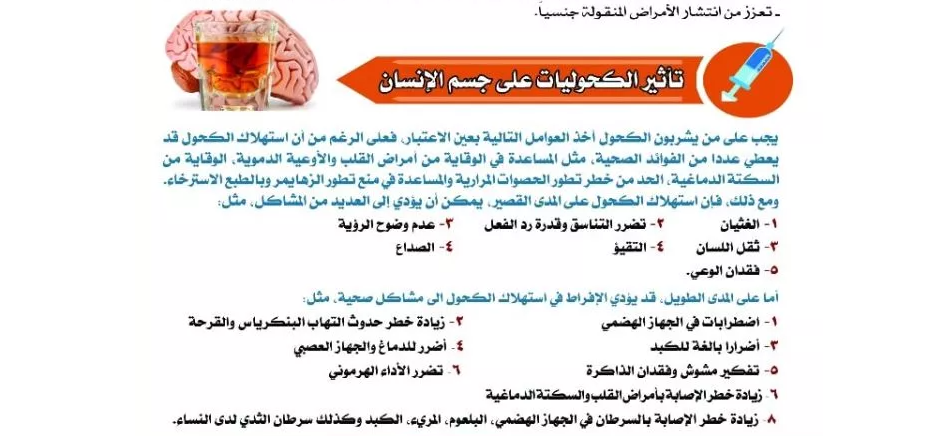 ـ تعزز من انتشار الأمراض المنقولة جنسياً.
تأثير الكحوليات على جسم الإنسان
يجب على من يشربون الكحول أخذ العوامل التالية بعين الاعتبار، فعلى الرغم من أن استهلاك الكحول قد
يعطي عددا من الفوائد الصحية، مثل المساعدة في الوقاية من أمراض القلب والأوعية الدموية، الوقاية من
السكتة الدماغية، الحد من خطر تطور الحصوات المرارية والمساعدة في منع تطور الزهايمر وبالطبع الاسترخاء.
ومع ذلك، فإن استهلاك الكحول على المدى القصير، يمكن أن يؤدي إلى العديد من المشاكل، مثل:
١- الغثيان ٢- تضرر التناسق وقدرة رد الفعل ٣- عدم وضوح الرؤية
٣- ثقل اللسان ٤- التقيؤ ٤- الصداع
٥- فقدان الوعي.
أما على المدى الطويل، قد يؤدي الإفراط في استهلاك الكحول الى مشاكل صحية، مثل:
١- اضطرابات في الجهاز الهضمي ٢- زيادة خطر حدوث التهاب البنكرياس والقرحة
٣- أضرارا بالغة للكبد ٤. أضرر للدماغ والجهاز العصبي
٥- تفكير مشوش وفقدان الذاكرة ٦. تضرر الأداء الهرموني
٦. زيادة خطر الإصابة بأمراض القلب والسكتة الدماغية
٨- زيادة خطر الإصابة بالسرطان في الجهاز الهضمي، البلعوم، المريء، الكبد وكذلك سرطان الثدي لدى النساء.